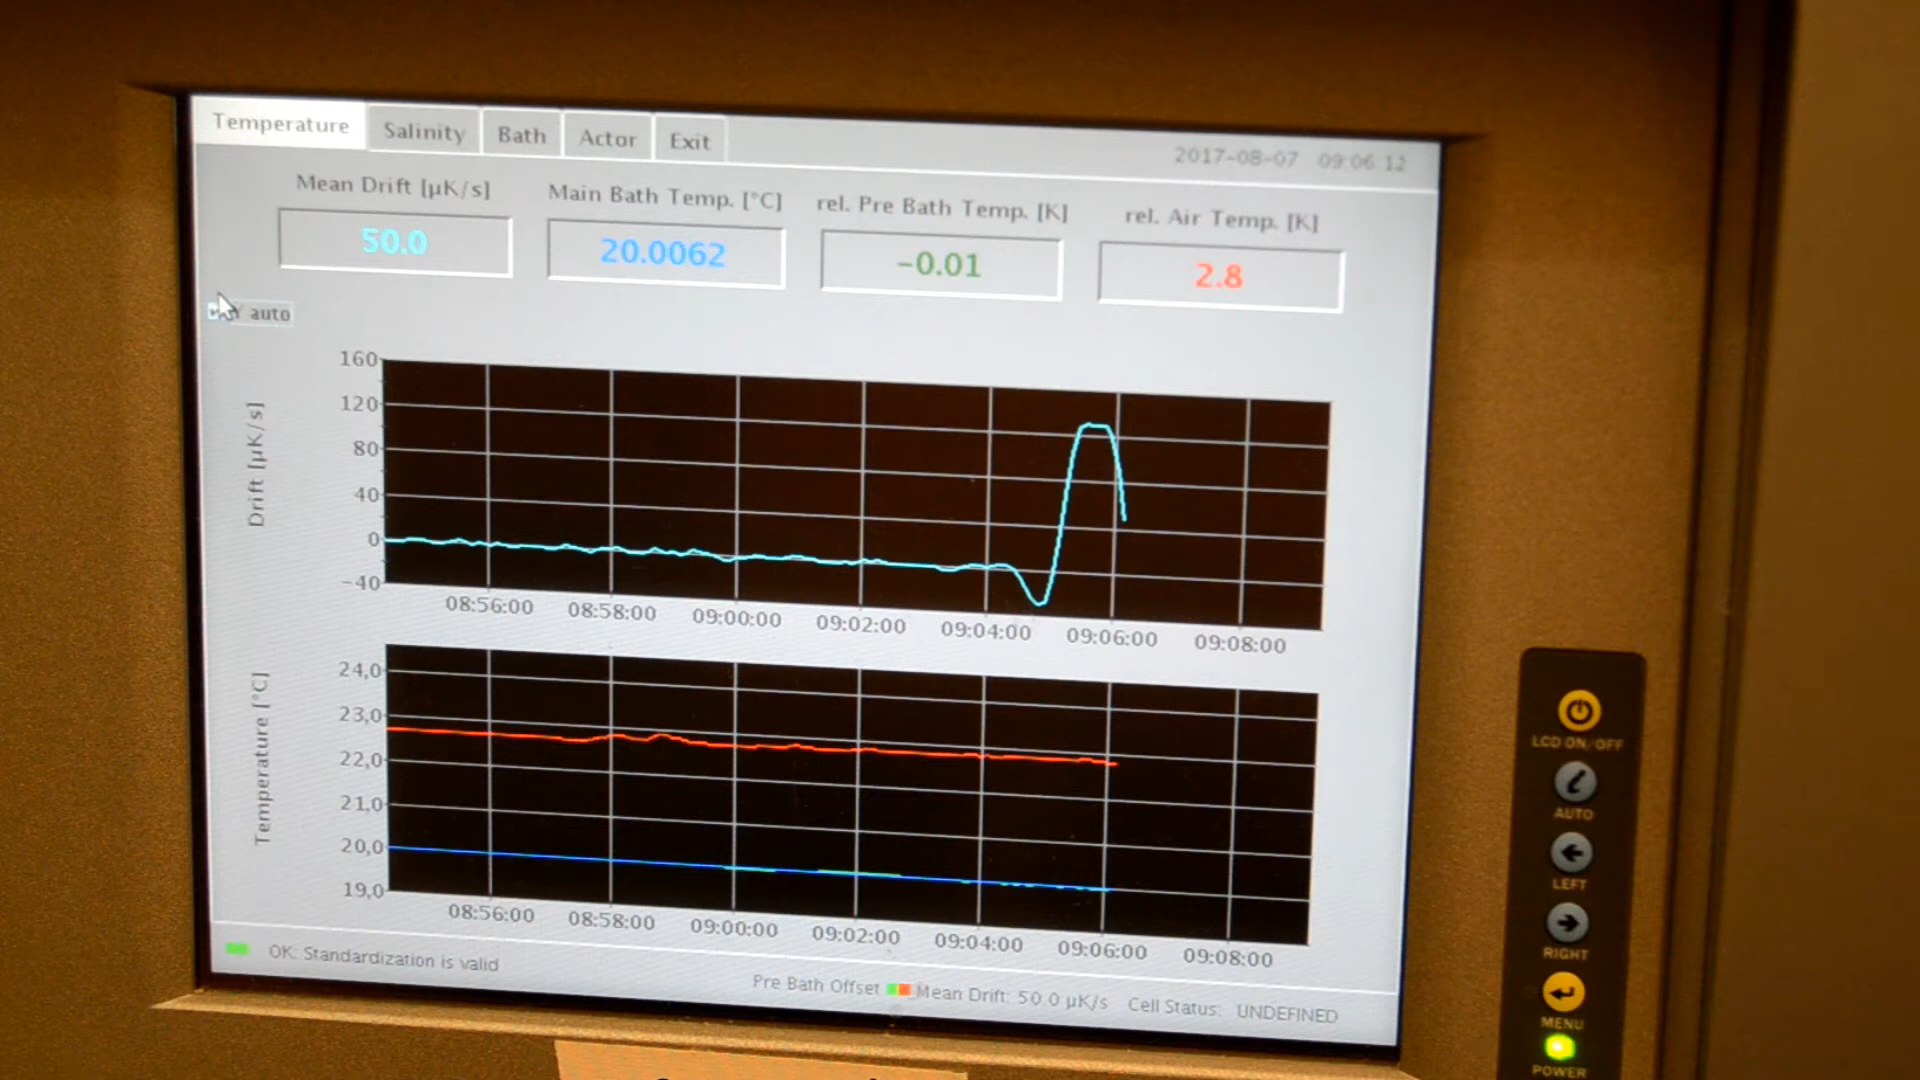 Temperature Salinity Bath Actor Exit
2017-08-07 09:06:12
Mean Drift [µK/s] Main Bath Temp. [°C] rel. Pre Bath Temp. [K] rel. Air Temp. [K]
50.0 20.0062 -0.01 2.8
Y auto
Drift [µK/s]
160
120
80
40
0
-40
08:56:00 08:58:00 09:00:00 09:02:00 09:04:00 09:06:00 09:08:00
Temperature [°C]
24,0
23,0
22,0
21,0
20,0
19,0
08:56:00 08:58:00 09:00:00 09:02:00 09:04:00 09:06:00 09:08:00
OK: Standardization is valid
Pre Bath Offset Mean Drift: 50.0 µK/s Cell Status: UNDEFINED
LCD ON/OFF
AUTO
LEFT
RIGHT
MENU
POWER